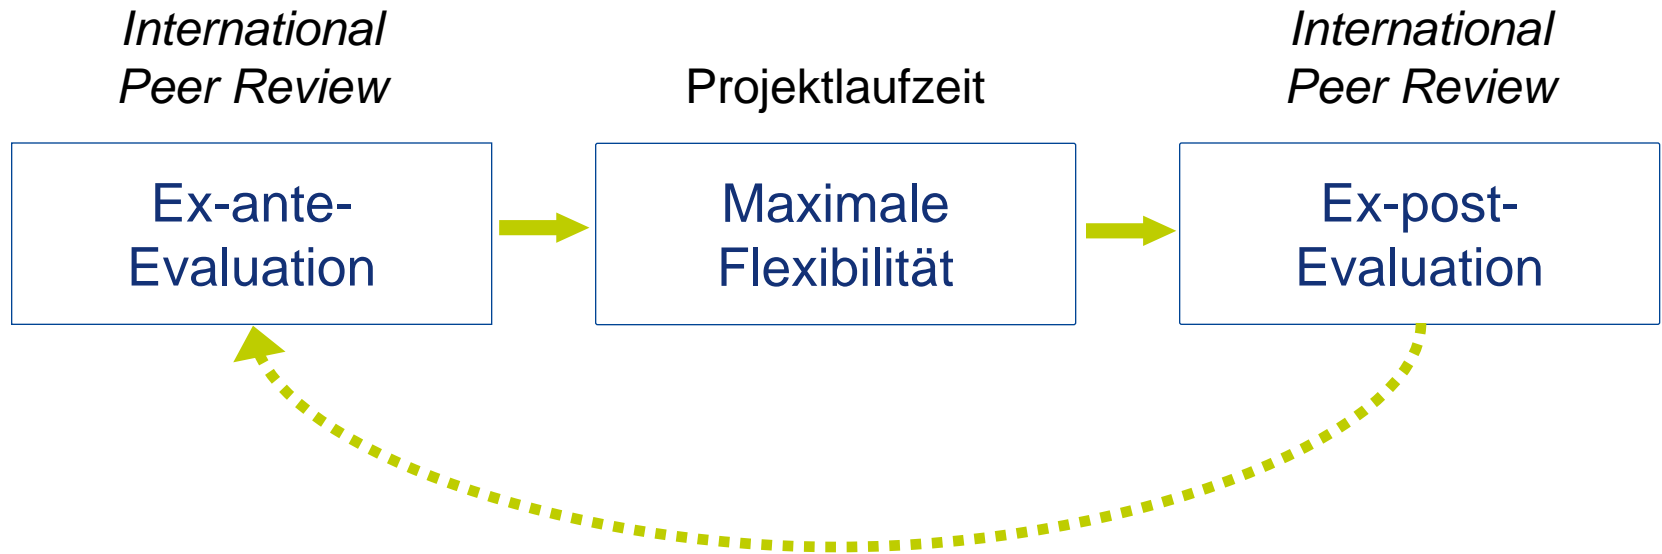 International
Peer Review
Projektlaufzeit
International
Peer Review
Ex-ante-
Evaluation
Maximale
Flexibilität
Ex-post-
Evaluation